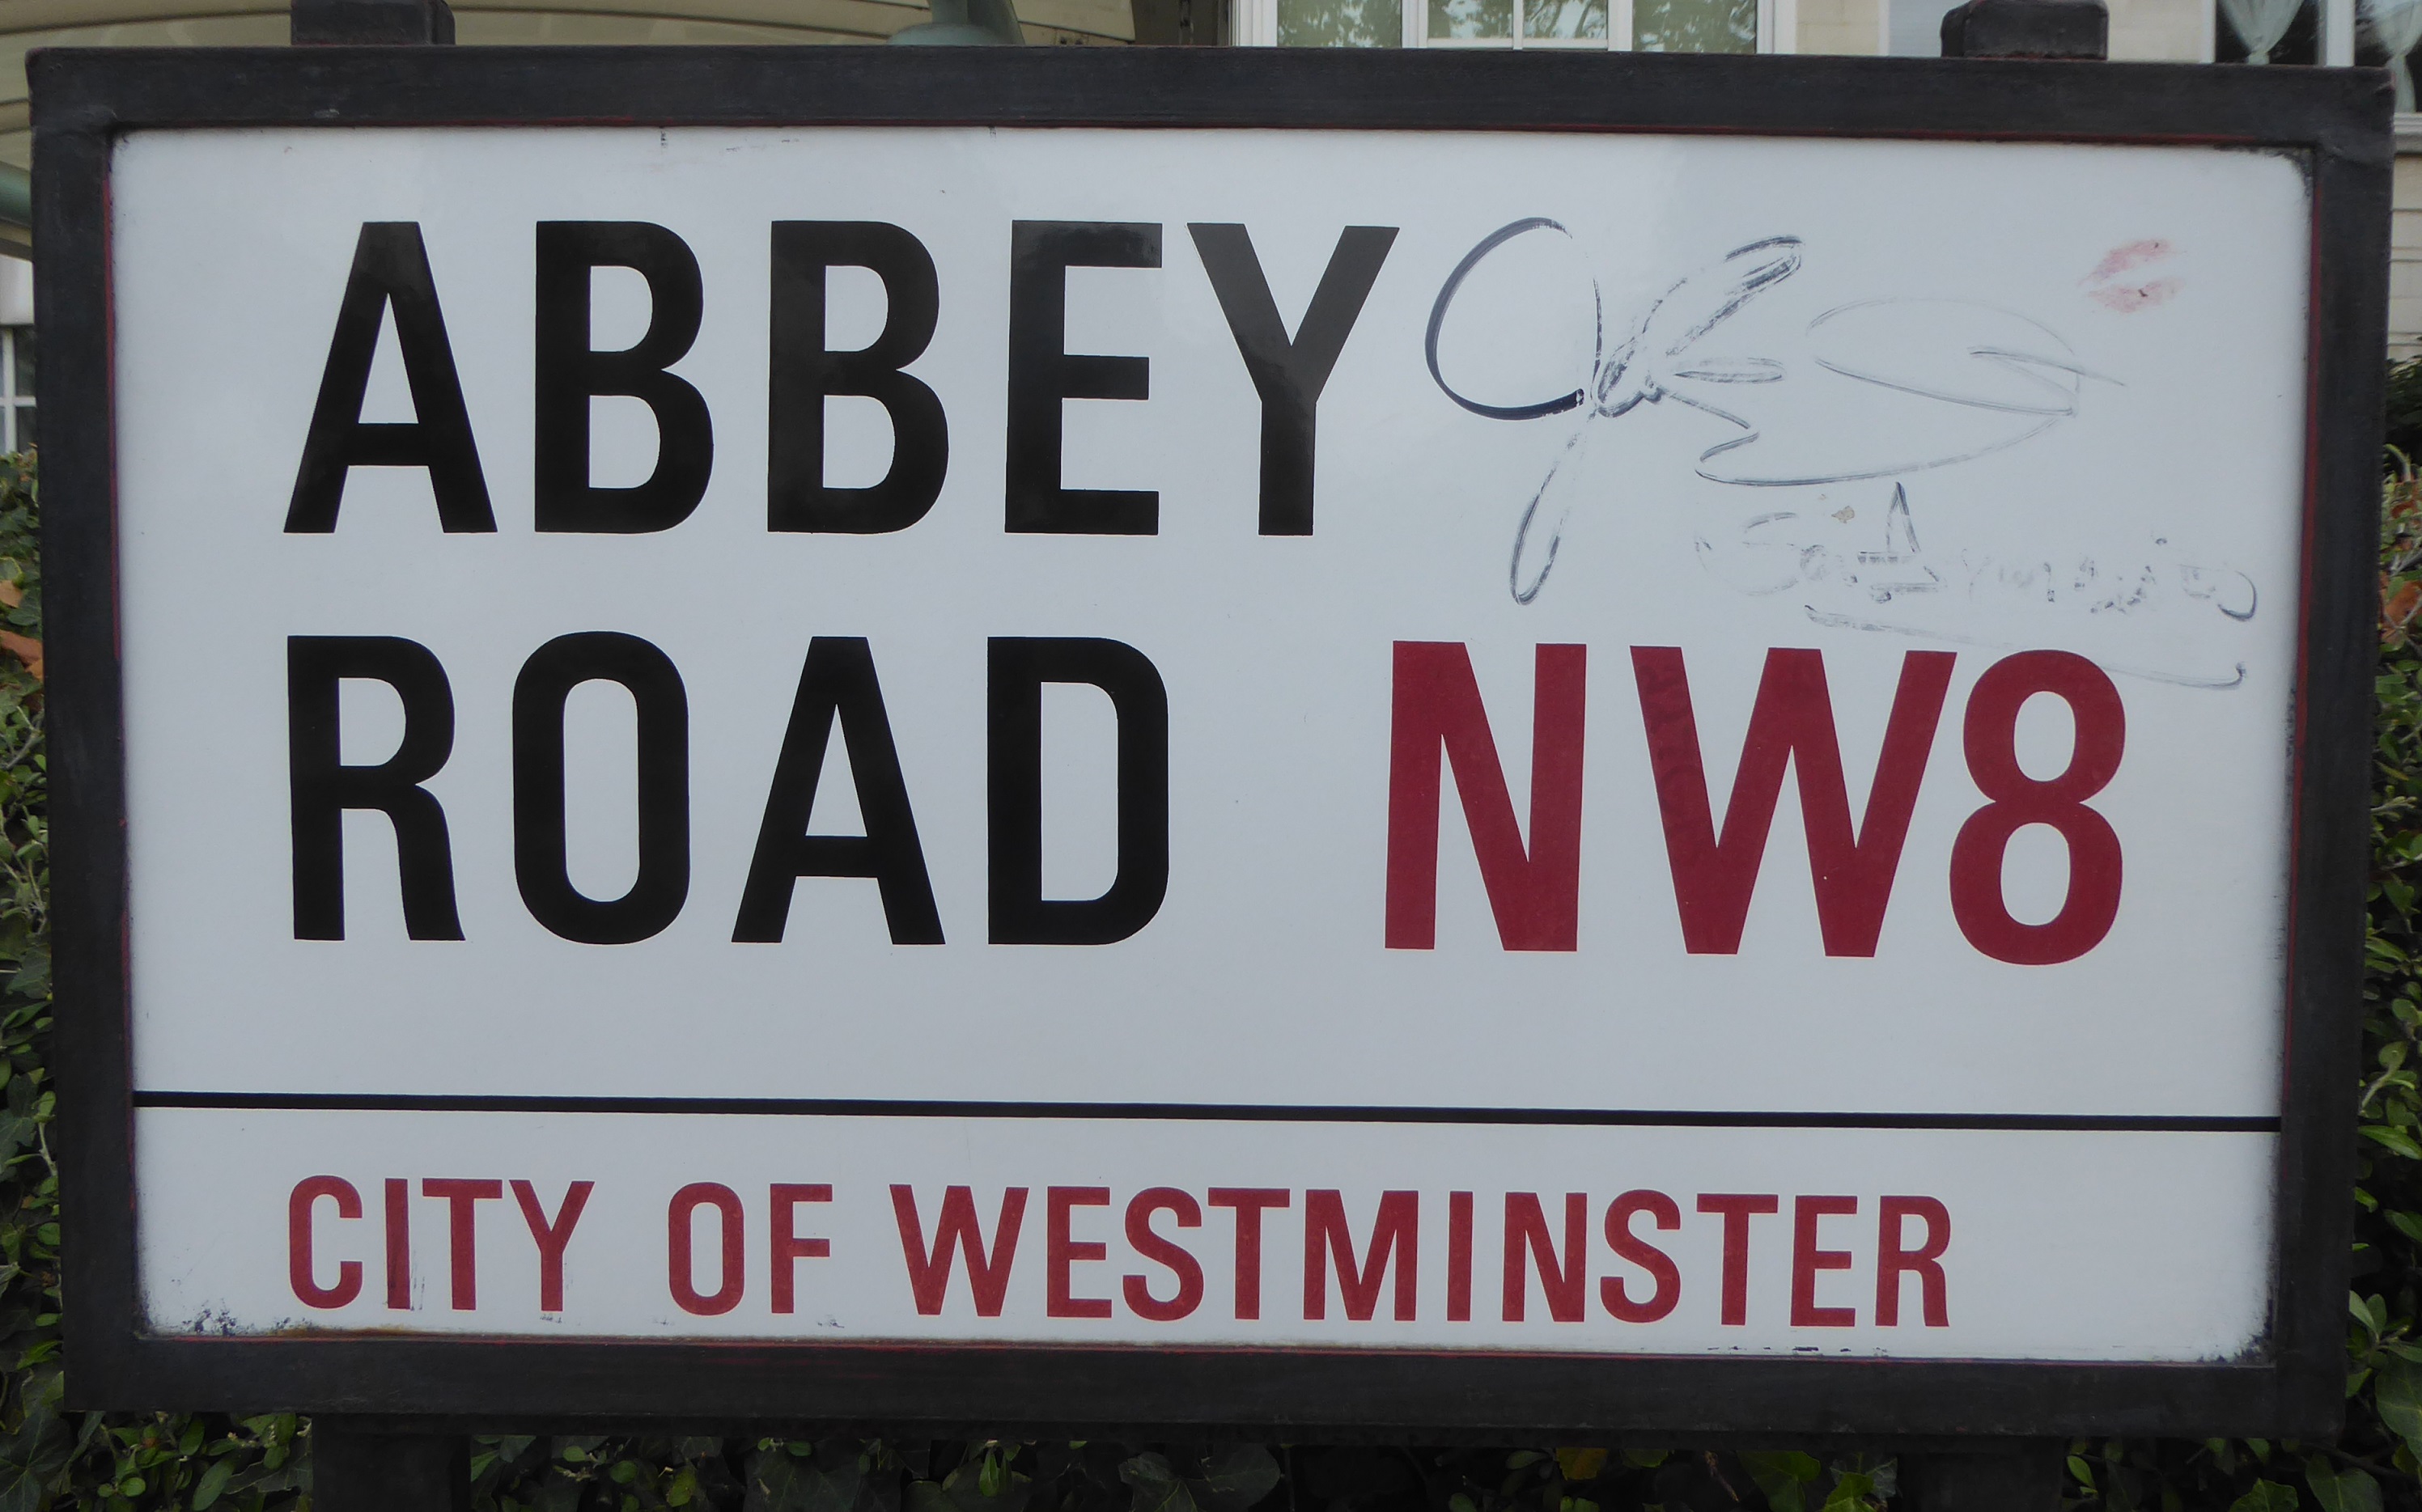 ABBEY
ROAD NW8
CITY OF WESTMINSTER